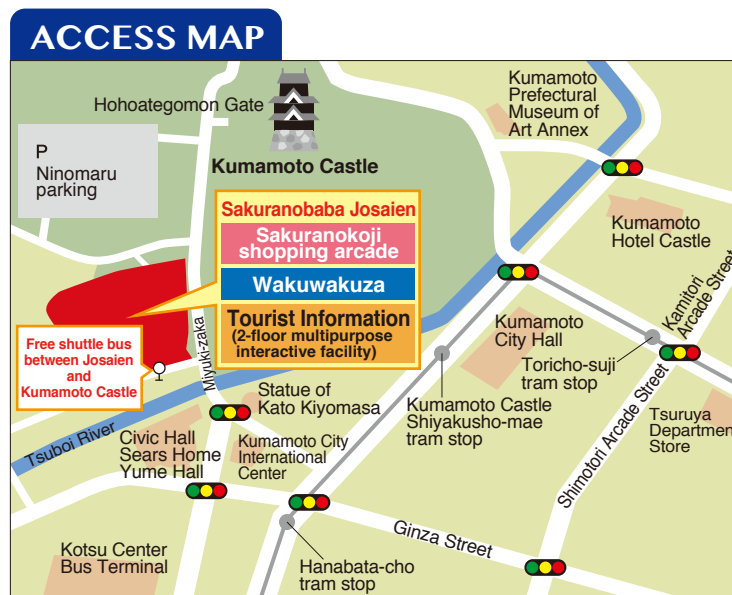 ACCESS MAP
Hohoategomon Gate
Kumamoto Castle
Kumamoto
Prefectural
Museum of
Art Annex
P
Ninomaru
parking
Sakuranobaba Josaien
Sakuranokoji
shopping arcade
Wakuwakuza
Tourist Information
(2-floor multipurpose
interactive facility)
Kumamoto
Hotel Castle
Kamitori
Arcade Street
Free shuttle bus
between Josaien
and
Kumamoto Castle
Miyuki-zaka
Kumamoto
City Hall
Toricho-suji
tram stop
Statue of
Kato Kiyomasa
Kumamoto Castle
Shiyakusho-mae
tram stop
Tsuruya
Department
Store
Shimotori Arcade Street
Tsuboi River
Civic Hall
Sears Home
Yume Hall
Kumamoto City
International
Center
Ginza Street
Kotsu Center
Bus Terminal
Hanabata-cho
tram stop